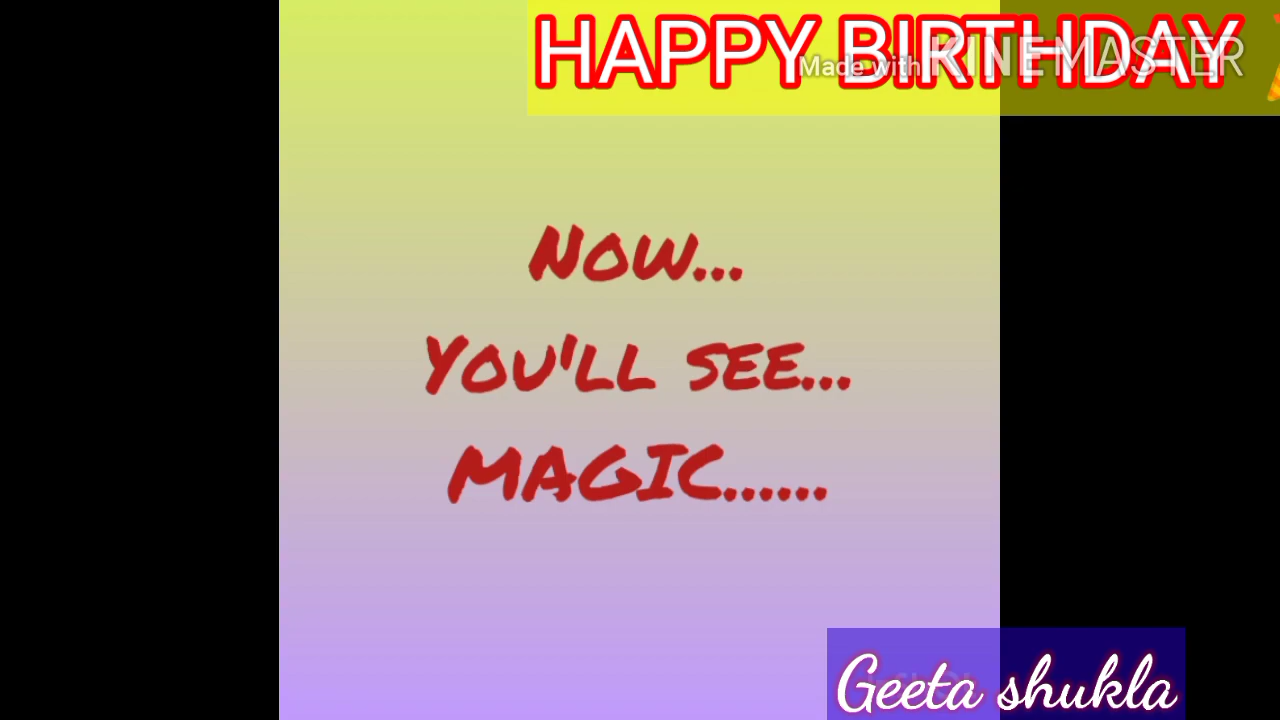 HAPPY BIRTHDAY
Made with KINEMASTER
Now...
You'll see...
MAGIC......
Geeta shukla